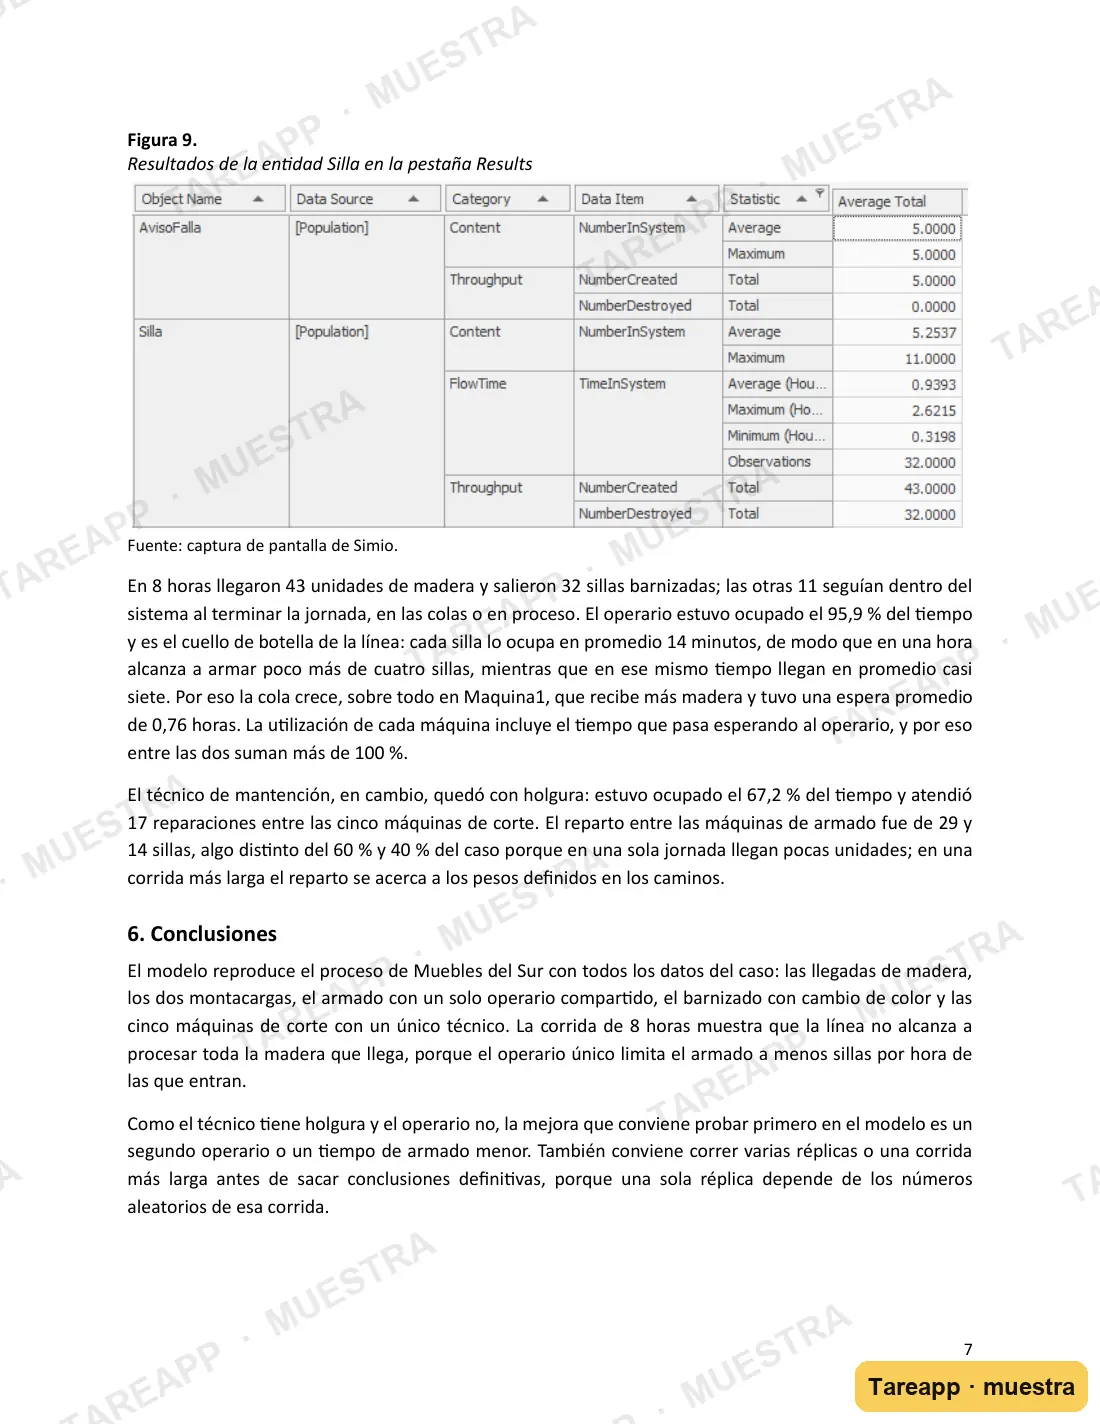 Figura 9.
Resultados de la entidad Silla en la pestaña Results
Object Name Data Source Category Data Item Statistic Average Total
AvisoFalla [Population] Content NumberInSystem Average 5.0000
Maximum 5.0000
Throughput NumberCreated Total 5.0000
NumberDestroyed Total 0.0000
Silla [Population] Content NumberInSystem Average 5.2537
Maximum 11.0000
FlowTime TimeInSystem Average (Hou... 0.9393
Maximum (Ho... 2.6215
Minimum (Hou... 0.3198
Observations 32.0000
Throughput NumberCreated Total 43.0000
NumberDestroyed Total 32.0000
Fuente: captura de pantalla de Simio.
En 8 horas llegaron 43 unidades de madera y salieron 32 sillas barnizadas; las otras 11 seguían dentro del
sistema al terminar la jornada, en las colas o en proceso. El operario estuvo ocupado el 95,9 % del tiempo
y es el cuello de botella de la línea: cada silla lo ocupa en promedio 14 minutos, de modo que en una hora
alcanza a armar poco más de cuatro sillas, mientras que en ese mismo tiempo llegan en promedio casi
siete. Por eso la cola crece, sobre todo en Maquina1, que recibe más madera y tuvo una espera promedio
de 0,76 horas. La utilización de cada máquina incluye el tiempo que pasa esperando al operario, y por eso
entre las dos suman más de 100 %.
El técnico de mantención, en cambio, quedó con holgura: estuvo ocupado el 67,2 % del tiempo y atendió
17 reparaciones entre las cinco máquinas de corte. El reparto entre las máquinas de armado fue de 29 y
14 sillas, algo distinto del 60 % y 40 % del caso porque en una sola jornada llegan pocas unidades; en una
corrida más larga el reparto se acerca a los pesos definidos en los caminos.
6. Conclusiones
El modelo reproduce el proceso de Muebles del Sur con todos los datos del caso: las llegadas de madera,
los dos montacargas, el armado con un solo operario compartido, el barnizado con cambio de color y las
cinco máquinas de corte con un único técnico. La corrida de 8 horas muestra que la línea no alcanza a
procesar toda la madera que llega, porque el operario único limita el armado a menos sillas por hora de
las que entran.
Como el técnico tiene holgura y el operario no, la mejora que conviene probar primero en el modelo es un
segundo operario o un tiempo de armado menor. También conviene correr varias réplicas o una corrida
más larga antes de sacar conclusiones definitivas, porque una sola réplica depende de los números
aleatorios de esa corrida.
7
Tareapp · muestra
TAREAPP · MUESTRA